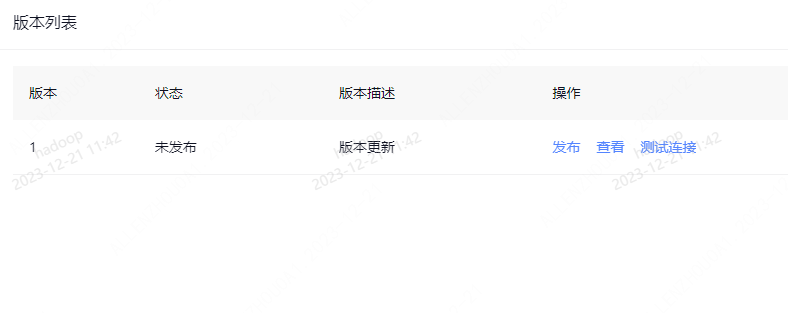 版本列表
版本 状态 版本描述 操作
1 未发布 版本更新 发布 查看 测试连接
hadoop
2023-12-21 11:42
hadoop
2023-12-21 11:42
hadoop
2023-12-21 11:42